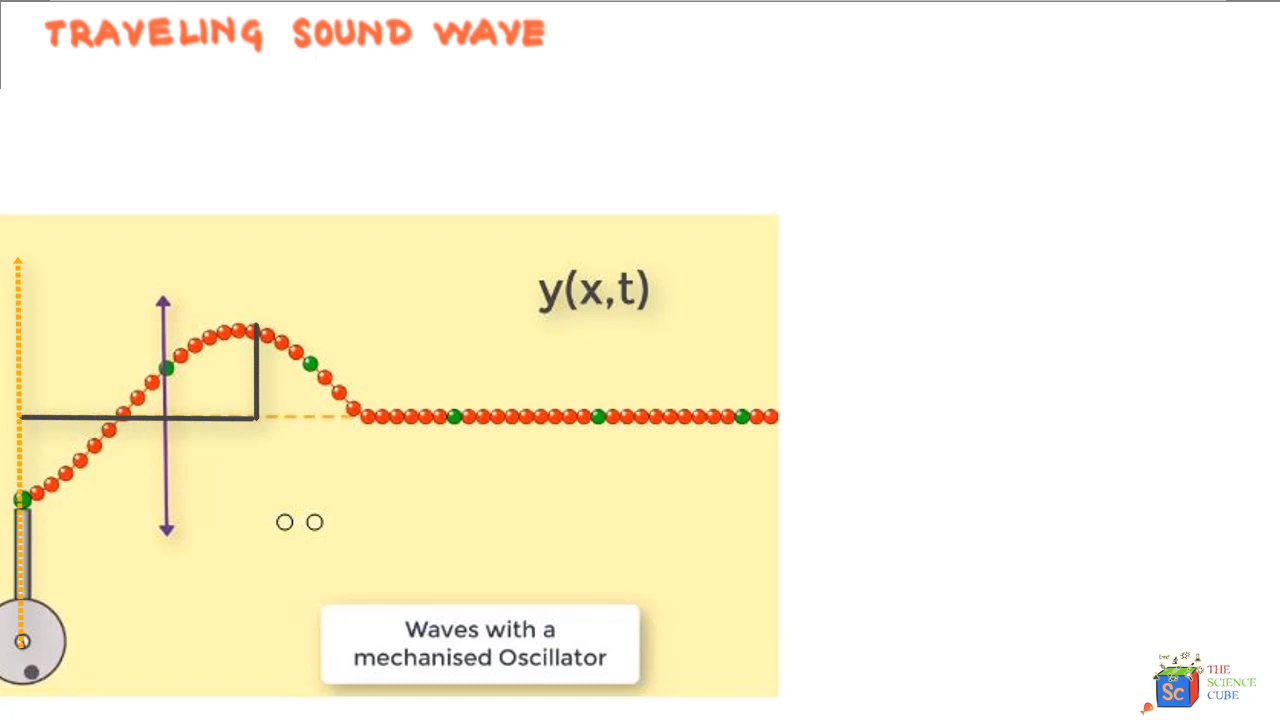 TRAVELING SOUND WAVE
y(x,t)
Waves with a
mechanised Oscillator
Sc
THE
SCIENCE
CUBE